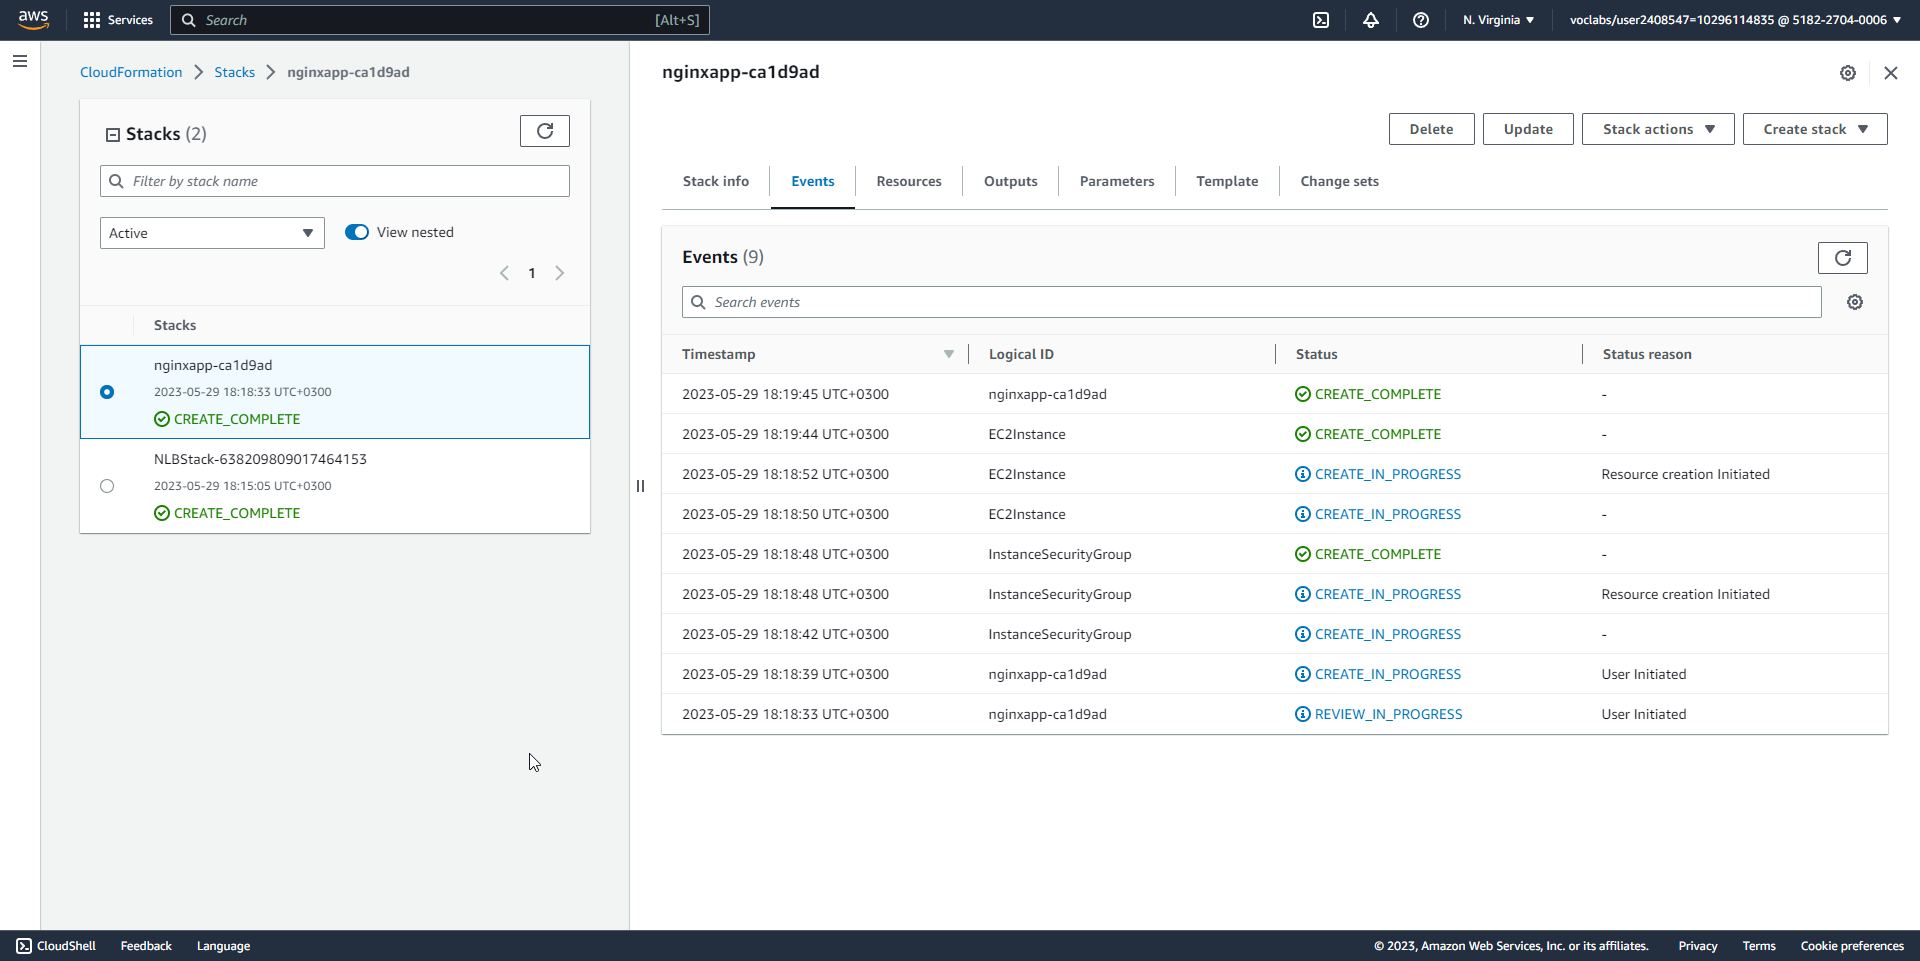 aws Services Search [Alt+S] N. Virginia voclabs/user2408547=10296114835 @ 5182-2704-0006
CloudFormation Stacks nginxapp-ca1d9ad
Stacks (2)
Filter by stack name
Active View nested
1
Stacks
nginxapp-ca1d9ad
2023-05-29 18:18:33 UTC+0300
CREATE_COMPLETE
NLBStack-638209809017464153
2023-05-29 18:15:05 UTC+0300
CREATE_COMPLETE
nginxapp-ca1d9ad
Delete Update Stack actions Create stack
Stack info Events Resources Outputs Parameters Template Change sets
Events (9)
Search events
Timestamp Logical ID Status Status reason
2023-05-29 18:19:45 UTC+0300 nginxapp-ca1d9ad CREATE_COMPLETE -
2023-05-29 18:19:44 UTC+0300 EC2Instance CREATE_COMPLETE -
2023-05-29 18:18:52 UTC+0300 EC2Instance CREATE_IN_PROGRESS Resource creation Initiated
2023-05-29 18:18:50 UTC+0300 EC2Instance CREATE_IN_PROGRESS -
2023-05-29 18:18:48 UTC+0300 InstanceSecurityGroup CREATE_COMPLETE -
2023-05-29 18:18:48 UTC+0300 InstanceSecurityGroup CREATE_IN_PROGRESS Resource creation Initiated
2023-05-29 18:18:42 UTC+0300 InstanceSecurityGroup CREATE_IN_PROGRESS -
2023-05-29 18:18:39 UTC+0300 nginxapp-ca1d9ad CREATE_IN_PROGRESS User Initiated
2023-05-29 18:18:33 UTC+0300 nginxapp-ca1d9ad REVIEW_IN_PROGRESS User Initiated
CloudShell Feedback Language © 2023, Amazon Web Services, Inc. or its affiliates. Privacy Terms Cookie preferences